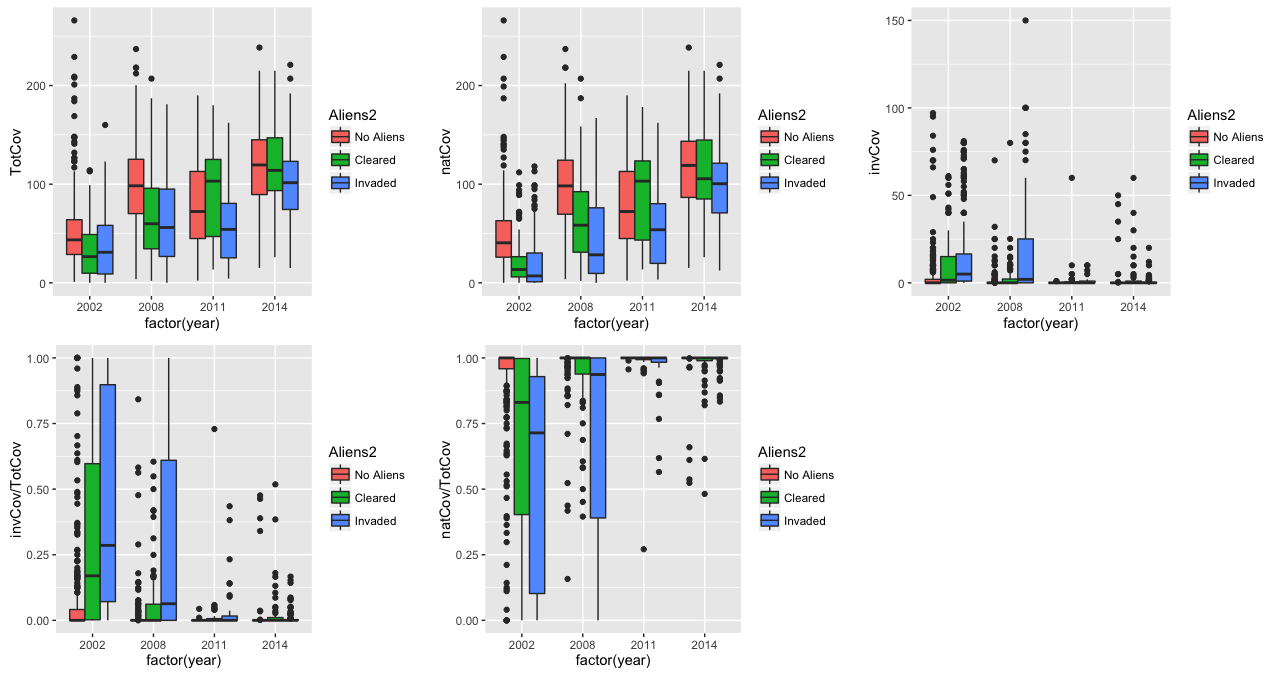 TotCov
200
100
0
2002 2008 2011 2014
factor(year)
Aliens2
No Aliens
Cleared
Invaded
natCov
200
100
0
2002 2008 2011 2014
factor(year)
Aliens2
No Aliens
Cleared
Invaded
invCov
150
100
50
0
2002 2008 2011 2014
factor(year)
Aliens2
No Aliens
Cleared
Invaded
invCov/TotCov
1.00
0.75
0.50
0.25
0.00
2002 2008 2011 2014
factor(year)
Aliens2
No Aliens
Cleared
Invaded
natCov/TotCov
1.00
0.75
0.50
0.25
0.00
2002 2008 2011 2014
factor(year)
Aliens2
No Aliens
Cleared
Invaded